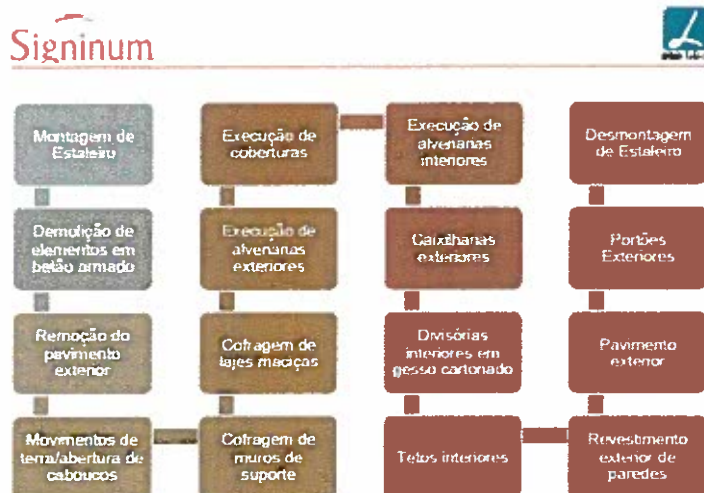 Signinum
Montagem de
Estaleiro
Demolição de
elementos em
betão armado
Remoção do
pavimento
exterior
Movimentos de
terra/abertura de
caboucos
Cofragem de
muros de
suporte
Cofragem de
lajes maciças
Execução de
alvenarias
exteriores
Execução de
coberturas
Execução de
alvenarias
interiores
Caixilharias
exteriores
Divisórias
interiores em
gesso cartonado
Tetos interiores
Revestimento
exterior de
paredes
Pavimento
exterior
Portões
Exteriores
Desmontagem
de Estaleiro